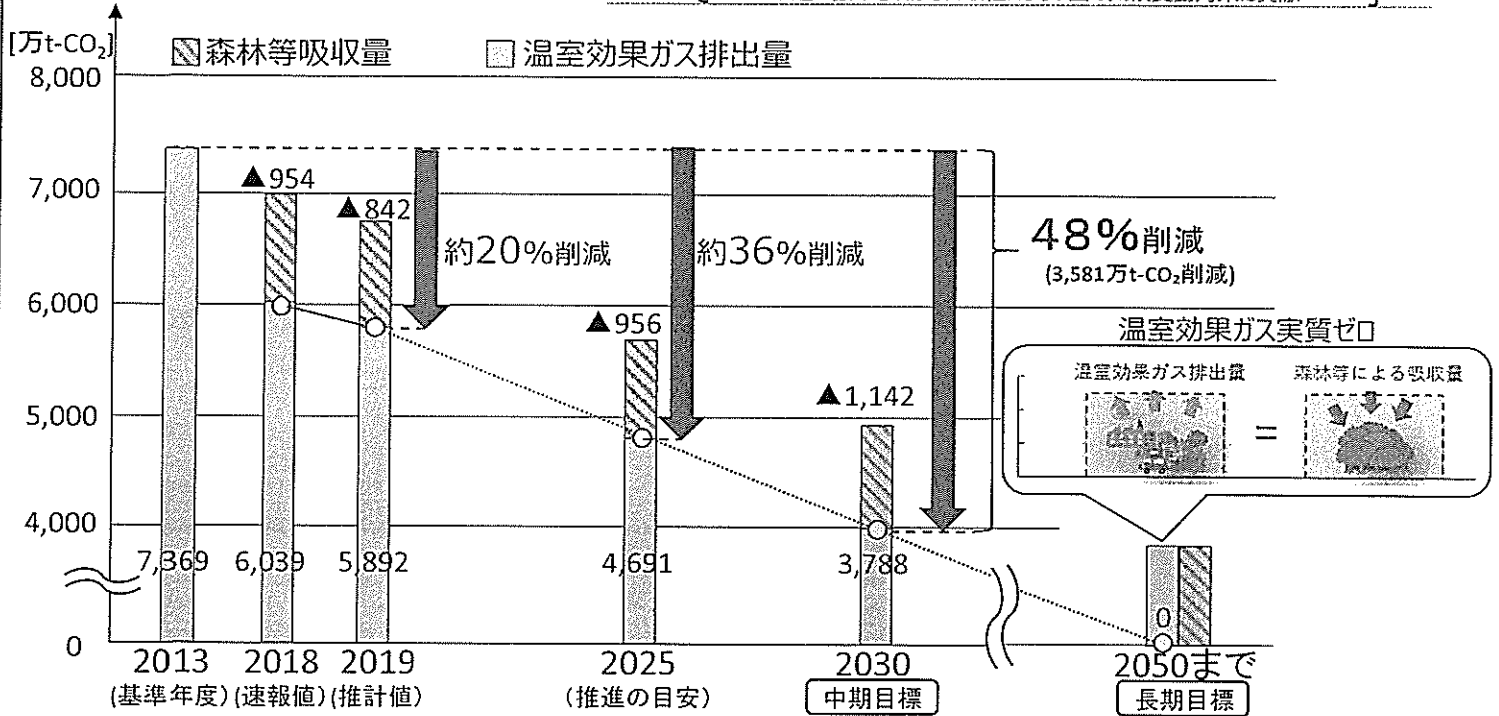 [万t-CO₂]
森林等吸収量
温室効果ガス排出量
8,000
7,000
6,000
5,000
4,000
0
▲954
▲842
▲956
▲1,142
約20%削減
約36%削減
48%削減
(3,581万t-CO₂削減)
温室効果ガス実質ゼロ
温室効果ガス排出量
=
森林等による吸収量
7,369
6,039
5,892
4,691
3,788
0
2013
2018
2019
2025
2030
2050まで
(基準年度)
(速報値)
(推計値)
(推進の目安)
中期目標
長期目標